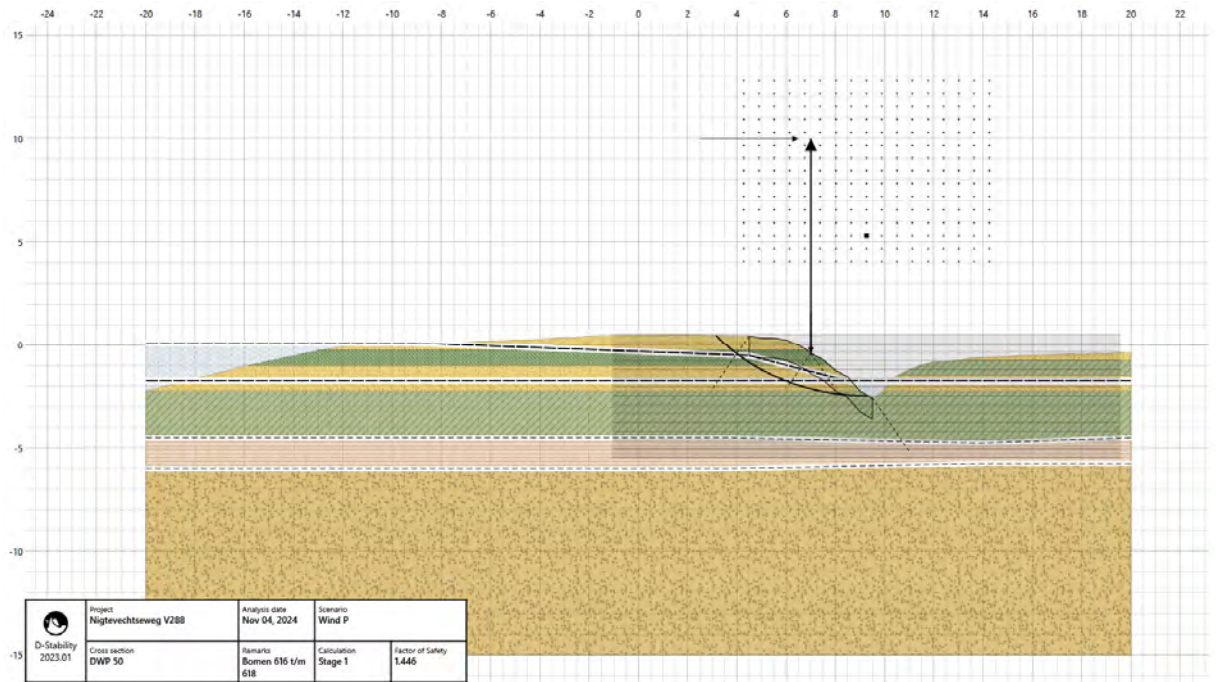 -24 -22 -20 -18 -16 -14 -12 -10 -8 -6 -4 -2 0 2 4 6 8 10 12 14 16 18 20 22
15
10
5
0
-5
-10
-15
D-Stability
2023.01
Project
Nigtevechtseweg V288
Analysis date
Nov 04, 2024
Scenario
Wind P
Cross section
DWP 50
Remarks
Bomen 616 t/m
618
Calculation
Stage 1
Factor of Safety
1.446